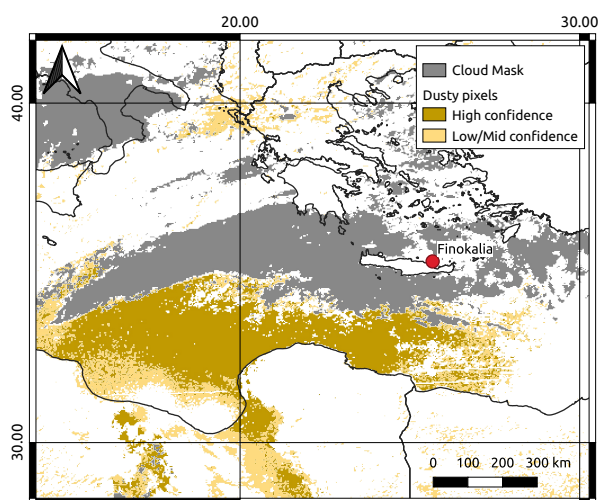 20.00
30.00
40.00
Cloud Mask
Dusty pixels
High confidence
Low/Mid confidence
Finokalia
30.00
0 100 200 300 km